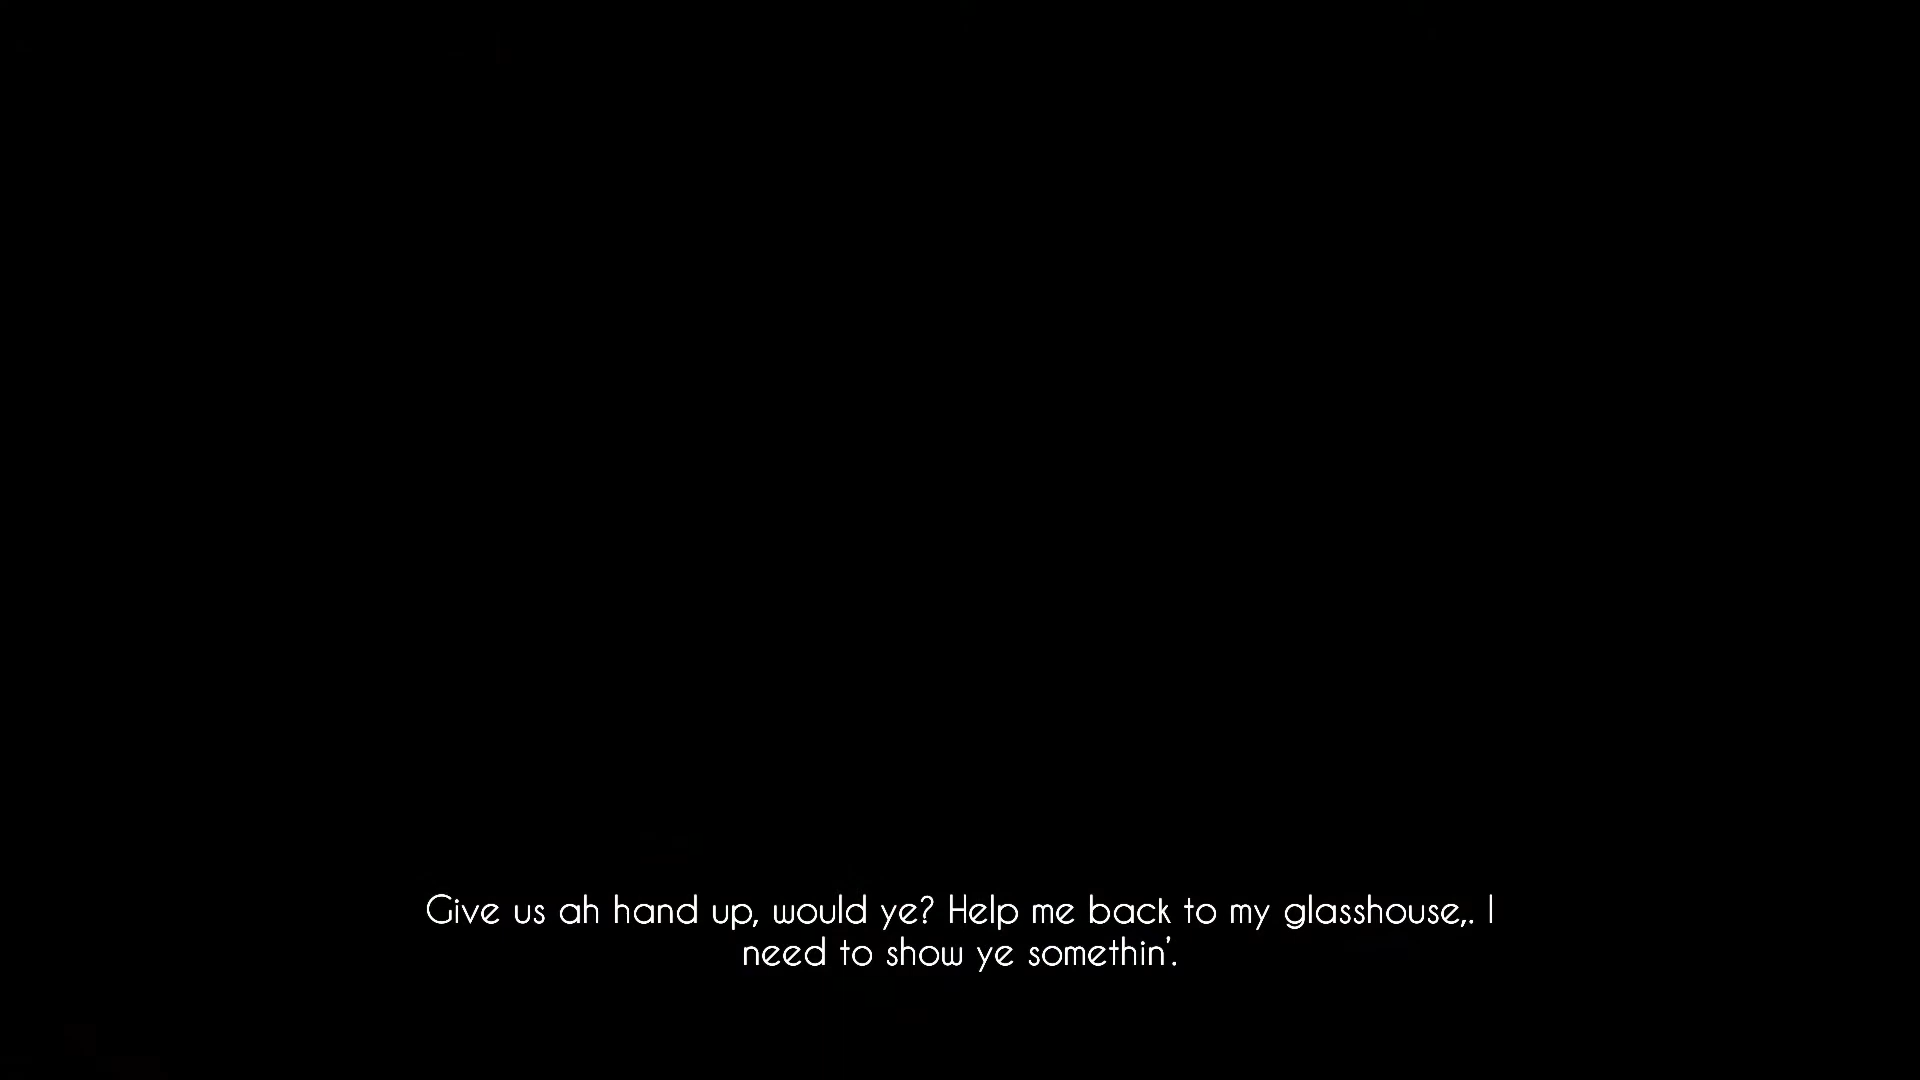 Give us ah hand up, would ye? Help me back to my glasshouse,. I
need to show ye somethin'.